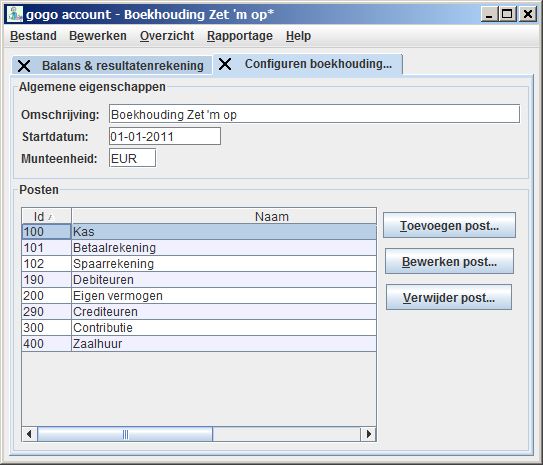 gogo account - Boekhouding Zet 'm op*
Bestand Bewerken Overzicht Rapportage Help
Balans & resultatenrekening Configuren boekhouding...
Algemene eigenschappen
Omschrijving: Boekhouding Zet 'm op
Startdatum: 01-01-2011
Munteenheid: EUR
Posten
Id Naam
100 Kas
101 Betaalrekening
102 Spaarrekening
190 Debiteuren
200 Eigen vermogen
290 Crediteuren
300 Contributie
400 Zaalhuur
Toevoegen post...
Bewerken post...
Verwijder post...